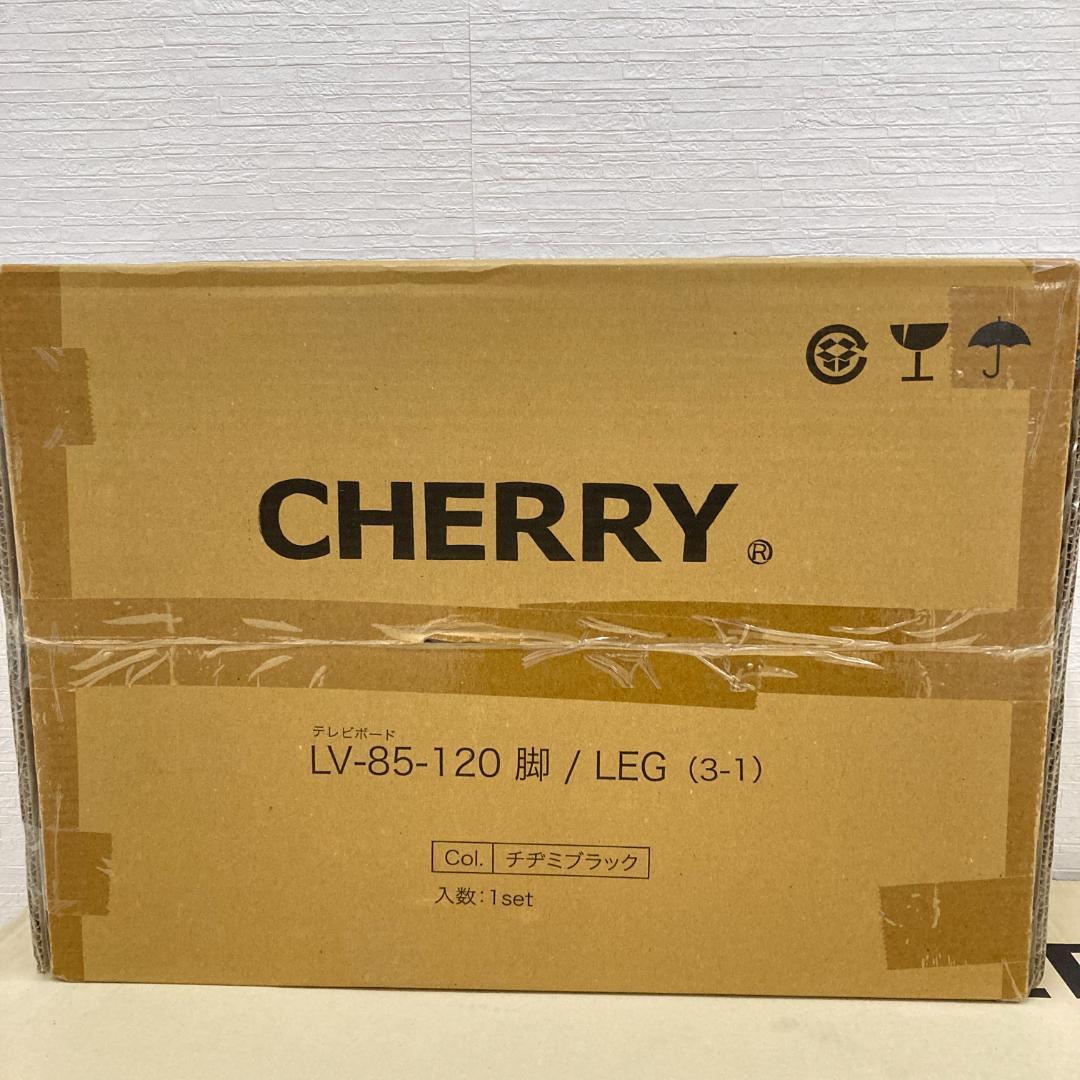 CHERRY ®
テレビボード
LV-85-120 脚 / LEG（3-1）
Col. チヂミブラック
入数：1set